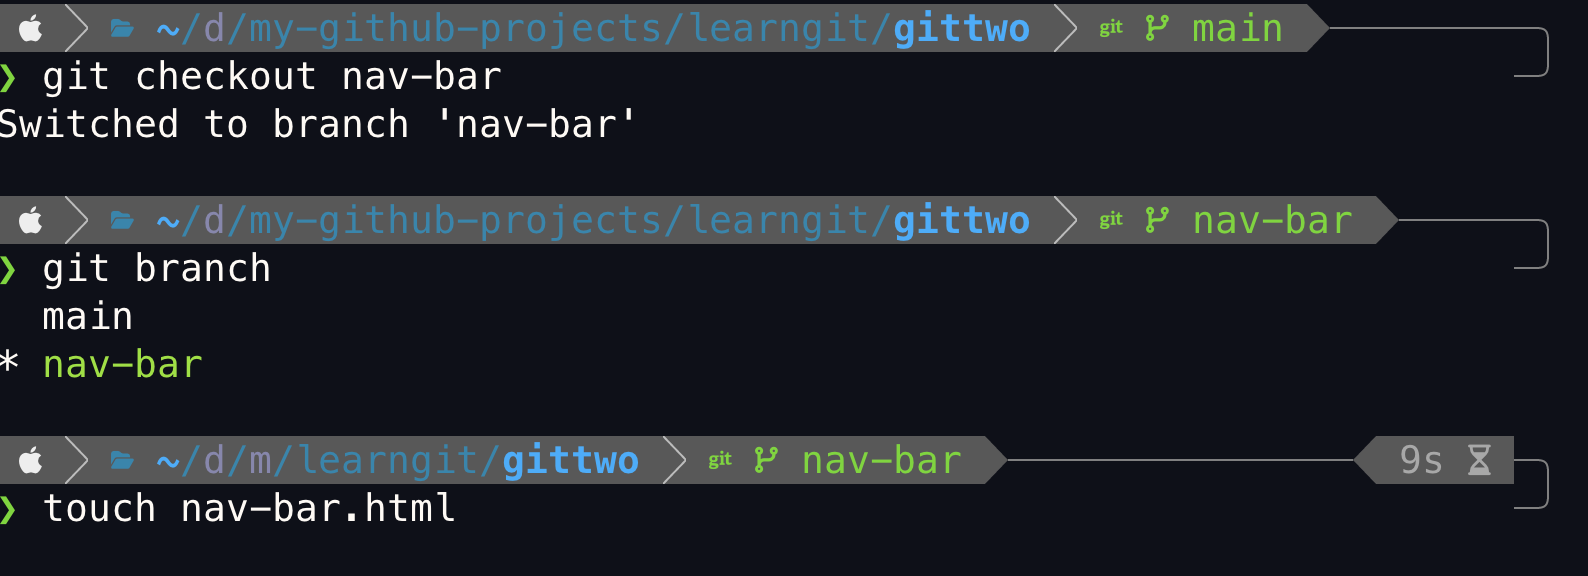 ~/d/my-github-projects/learngit/gittwo git main
❯ git checkout nav-bar
Switched to branch 'nav-bar'
~/d/my-github-projects/learngit/gittwo git nav-bar
❯ git branch
main
* nav-bar
~/d/m/learngit/gittwo git nav-bar 9s
❯ touch nav-bar.html